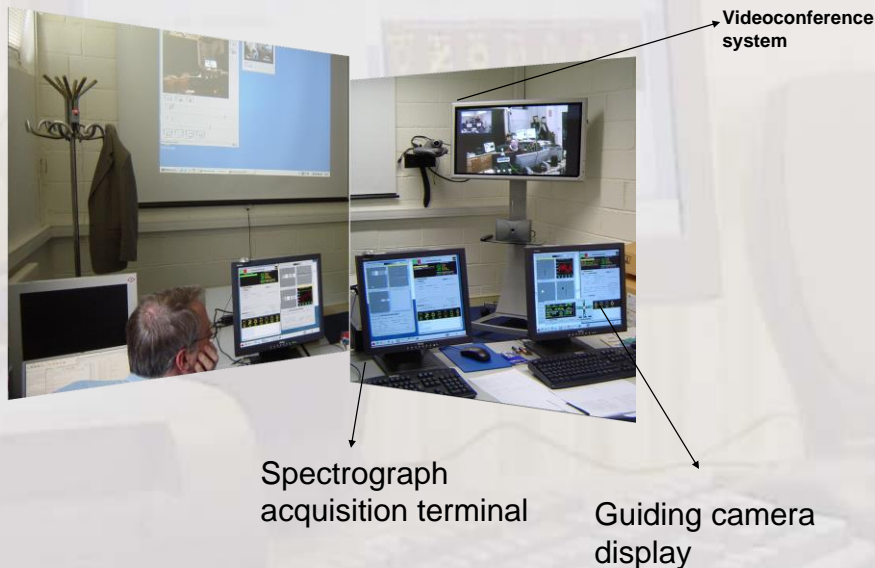 Videoconference
system
Spectrograph
acquisition terminal
Guiding camera
display